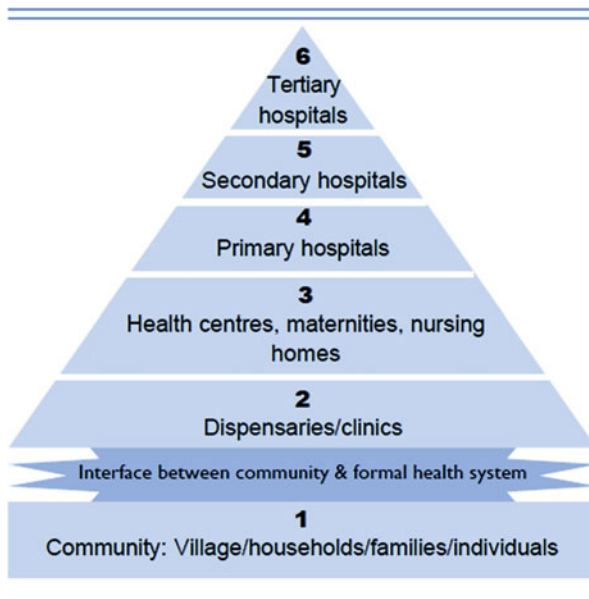 6
Tertiary
hospitals
5
Secondary hospitals
4
Primary hospitals
3
Health centres, maternities, nursing
homes
2
Dispensaries/clinics
Interface between community & formal health system
1
Community: Village/households/families/individuals